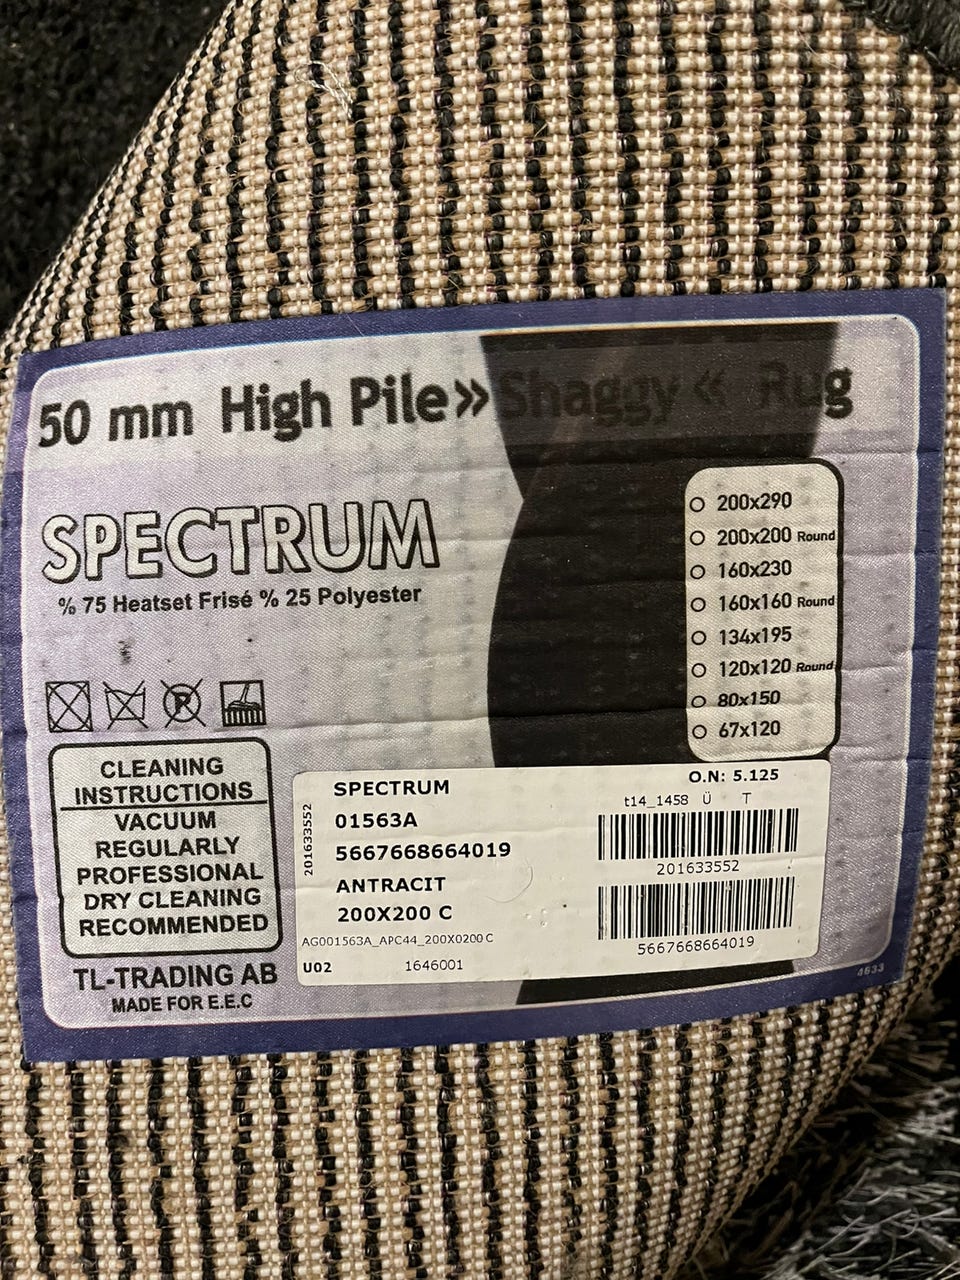 50 mm High Pile» Shaggy « Rug
SPECTRUM
% 75 Heatset Frisé % 25 Polyester
200x290
200x200 Round
160x230
160x160 Round
134x195
120x120 Round
80x150
67x120
P
CLEANING
INSTRUCTIONS
VACUUM
REGULARLY
PROFESSIONAL
DRY CLEANING
RECOMMENDED
TL-TRADING AB
MADE FOR E.E.C
201633552
SPECTRUM
01563A
5667668664019
ANTRACIT
200X200 C
AG001563A_APC44_200X0200 C
U02 1646001
O.N: 5.125
t14_1458 Ü T
201633552
5667668664019
4633